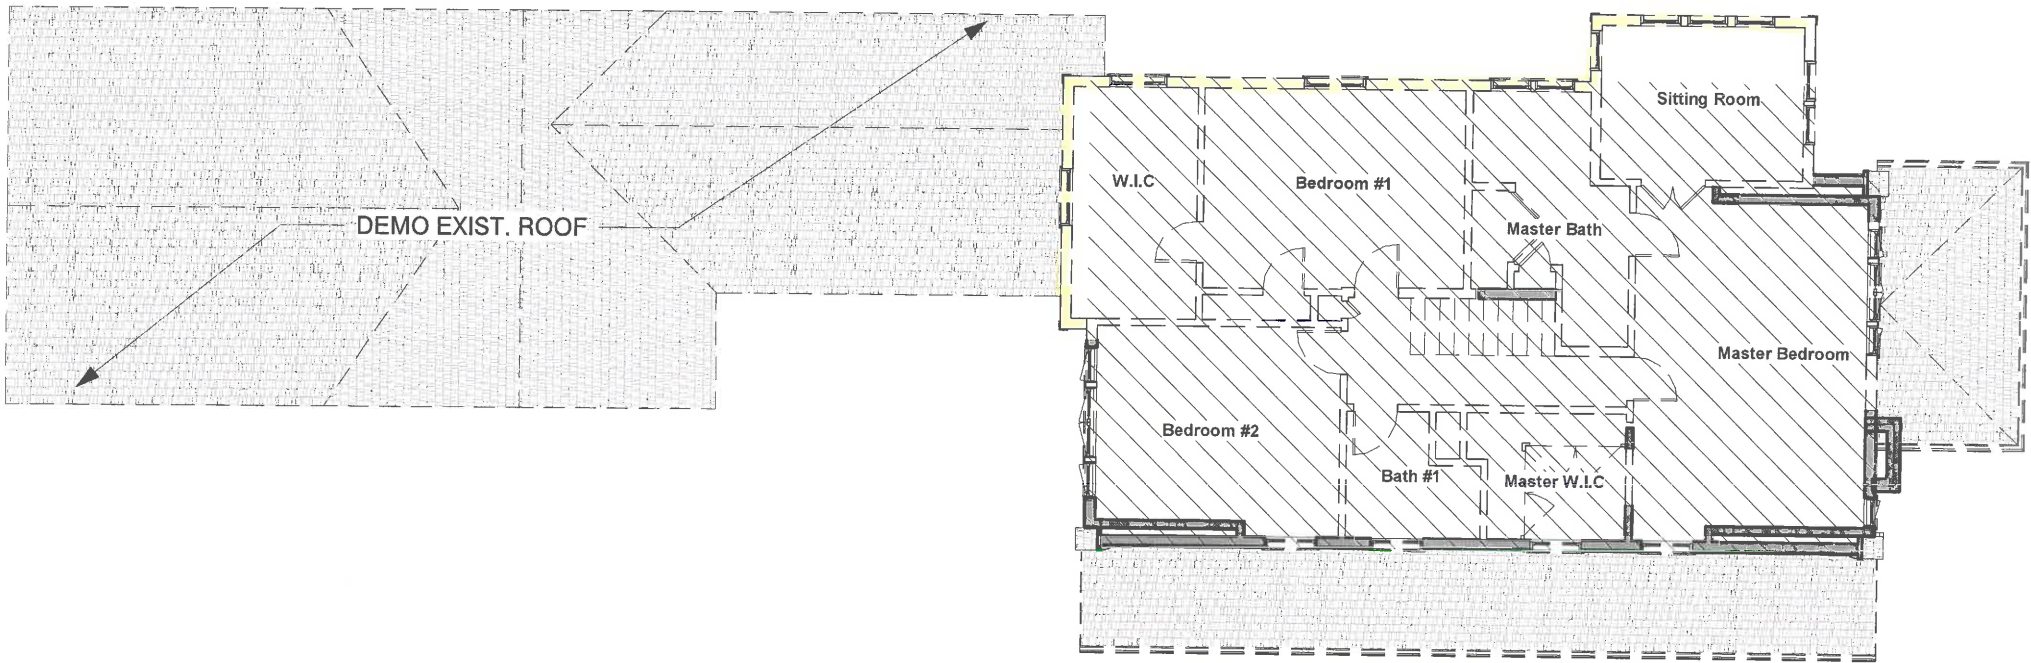 Sitting Room
W.I.C
Bedroom #1
DEMO EXIST. ROOF
Master Bath
Master Bedroom
Bedroom #2
Bath #1
Master W.I.C